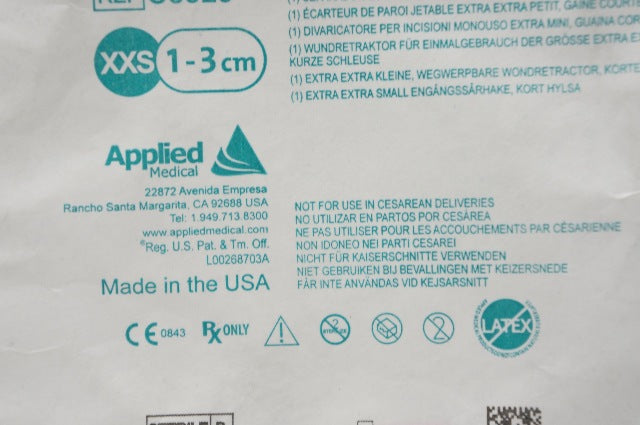 (1) ÉCARTEUR DE PAROI JETABLE EXTRA EXTRA PETIT, GAINE
(1) DIVARICATORE PER INCISIONI MONOUSO EXTRA MINI, GUAINA
(1) WUNDRETRAKTOR FÜR EINMALGEBRAUCH DER GRÖSSE EXTRA
KURZE SCHLEUSE
(1) EXTRA EXTRA KLEINE, WEGWERPBARE WONDRETRACTOR,
(1) EXTRA EXTRA SMALL ENGÅNGSSÅRHAKE, KORT HYLSA
XXS 1-3cm
Applied
Medical
22872 Avenida Empresa
Rancho Santa Margarita, CA 92688 USA
Tel: 1.949.713.8300
www.appliedmedical.com
®Reg. U.S. Pat. & Tm. Off.
L00268703A
Made in the USA
NOT FOR USE IN CESAREAN DELIVERIES
NO UTILIZAR EN PARTOS POR CESÁREA
NE PAS UTILISER POUR LES ACCOUCHEMENTS PAR CÉSARIENNE
NON IDONEO NEI PARTI CESAREI
NICHT FÜR KAISERSCHNITTE VERWENDEN
NIET GEBRUIKEN BIJ BEVALLINGEN MET KEIZERSNEDE
FÅR INTE ANVÄNDAS VID KEJSARSNITT
CE 0843 Rx ONLY 2 2 LATEX